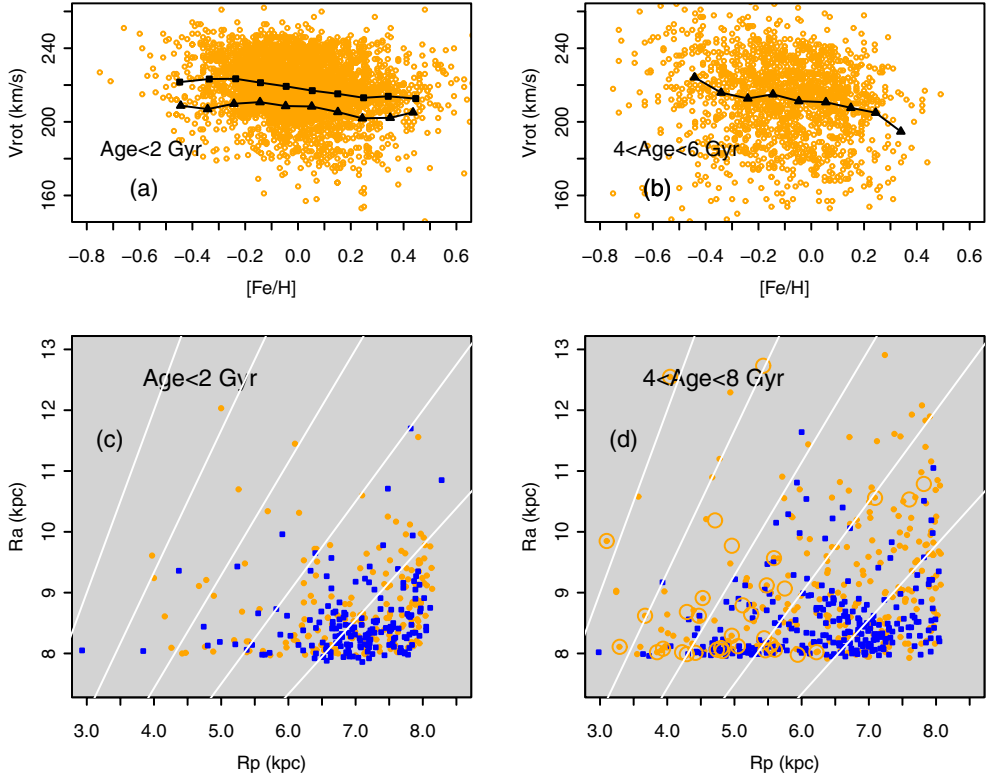 240
200
160
Vrot (km/s)
Age<2 Gyr
(a)
−0.8 −0.4 −0.2 0.0 0.2 0.4 0.6
[Fe/H]
240
200
160
Vrot (km/s)
4<Age<6 Gyr
(b)
−0.8 −0.4 −0.2 0.0 0.2 0.4 0.6
[Fe/H]
13
12
11
10
9
8
Ra (kpc)
Age<2 Gyr
(c)
3.0 4.0 5.0 6.0 7.0 8.0
Rp (kpc)
13
12
11
10
9
8
Ra (kpc)
4<Age<8 Gyr
(d)
3.0 4.0 5.0 6.0 7.0 8.0
Rp (kpc)